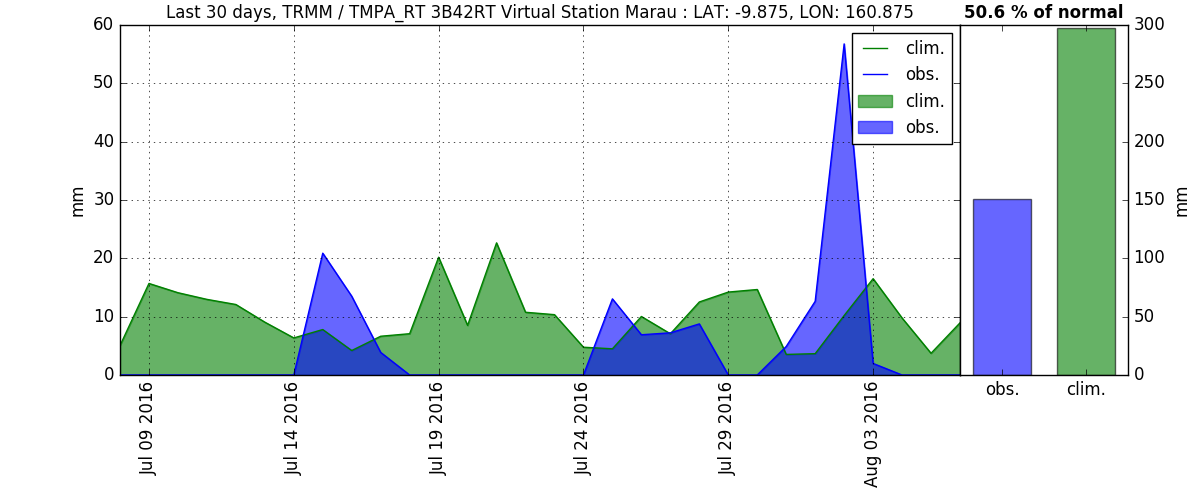 Last 30 days, TRMM / TMPA_RT 3B42RT Virtual Station Marau : LAT: -9.875, LON: 160.875
50.6 % of normal
60
50
40
30
20
10
0
mm
clim.
obs.
clim.
obs.
300
250
200
150
100
50
0
mm
Jul 09 2016
Jul 14 2016
Jul 19 2016
Jul 24 2016
Jul 29 2016
Aug 03 2016
obs.
clim.